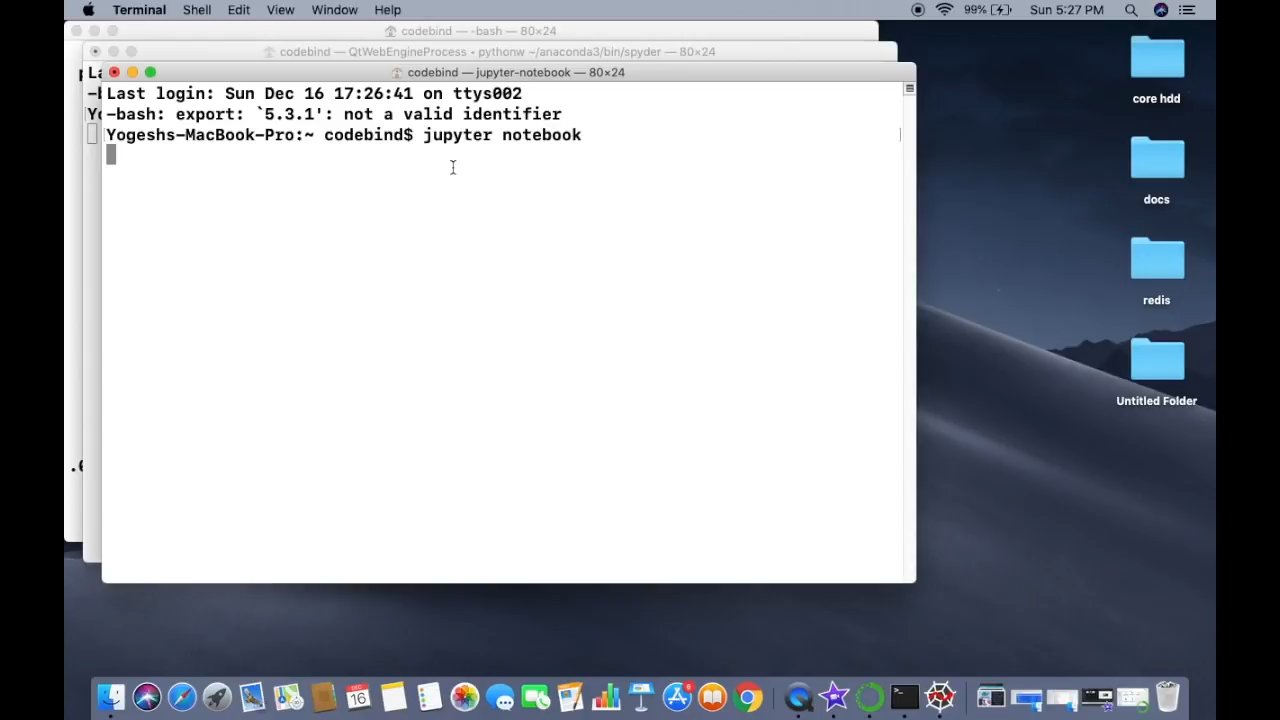 Terminal Shell Edit View Window Help 99% Sun 5:27 PM
codebind — -bash — 80×24
codebind — QtWebEngineProcess ◂ pythonw ~/anaconda3/bin/spyder — 80×24
codebind — jupyter-notebook — 80×24
Last login: Sun Dec 16 17:26:41 on ttys002
-bash: export: `5.3.1': not a valid identifier
Yogeshs-MacBook-Pro:~ codebind$ jupyter notebook
core hdd
docs
redis
Untitled Folder